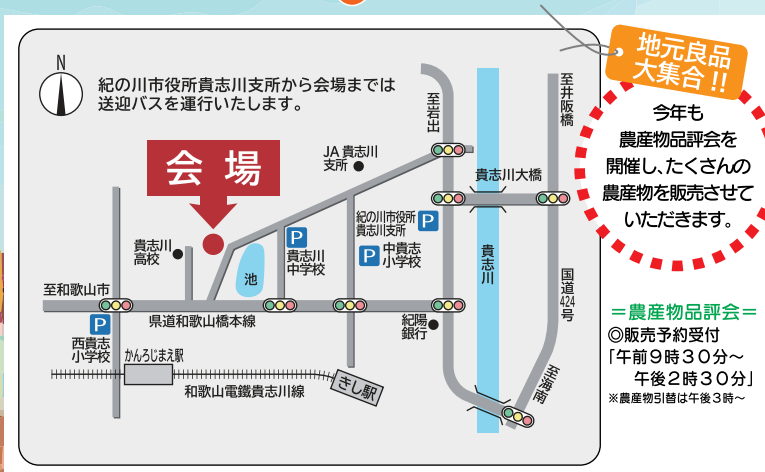 N
紀の川市役所貴志川支所から会場までは
送迎バスを運行いたします。
会 場
JA 貴志川
支所
至岩出
至井阪橋
貴志川大橋
紀の川市役所
貴志川支所
P
P
貴志川
中学校
P
中貴志
小学校
貴志川
高校
池
貴志川
国道424号
至和歌山市
県道和歌山橋本線
紀陽
銀行
P
西貴志
小学校
かんろじまえ駅
和歌山電鐵貴志川線
きし駅
至海南
地元良品
大集合!!
今年も
農産物品評会を
開催し、たくさんの
農産物を販売させて
いただきます。
＝農産物品評会＝
◎販売予約受付
「午前9時30分〜
午後2時30分」
※農産物引替は午後3時〜